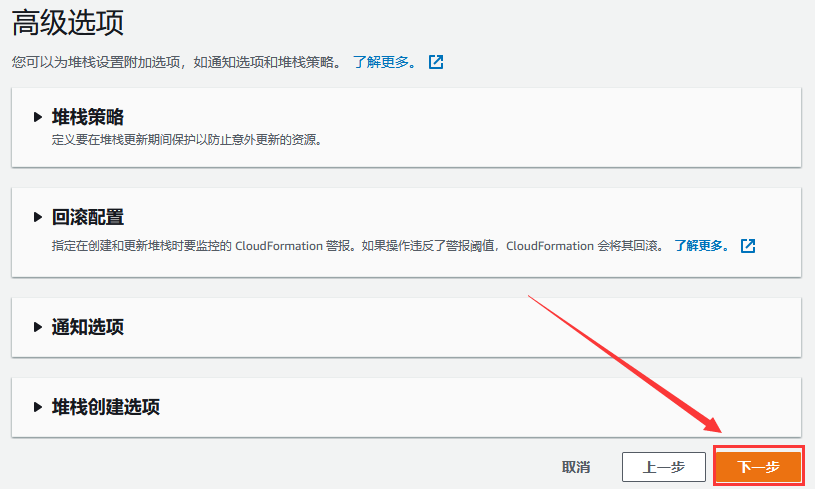 高级选项
您可以为堆栈设置附加选项，如通知选项和堆栈策略。 了解更多。
堆栈策略
定义要在堆栈更新期间保护以防止意外更新的资源。
回滚配置
指定在创建和更新堆栈时要监控的 CloudFormation 警报。如果操作违反了警报阈值，CloudFormation 会将其回滚。 了解更多。
通知选项
堆栈创建选项
取消 上一步 下一步